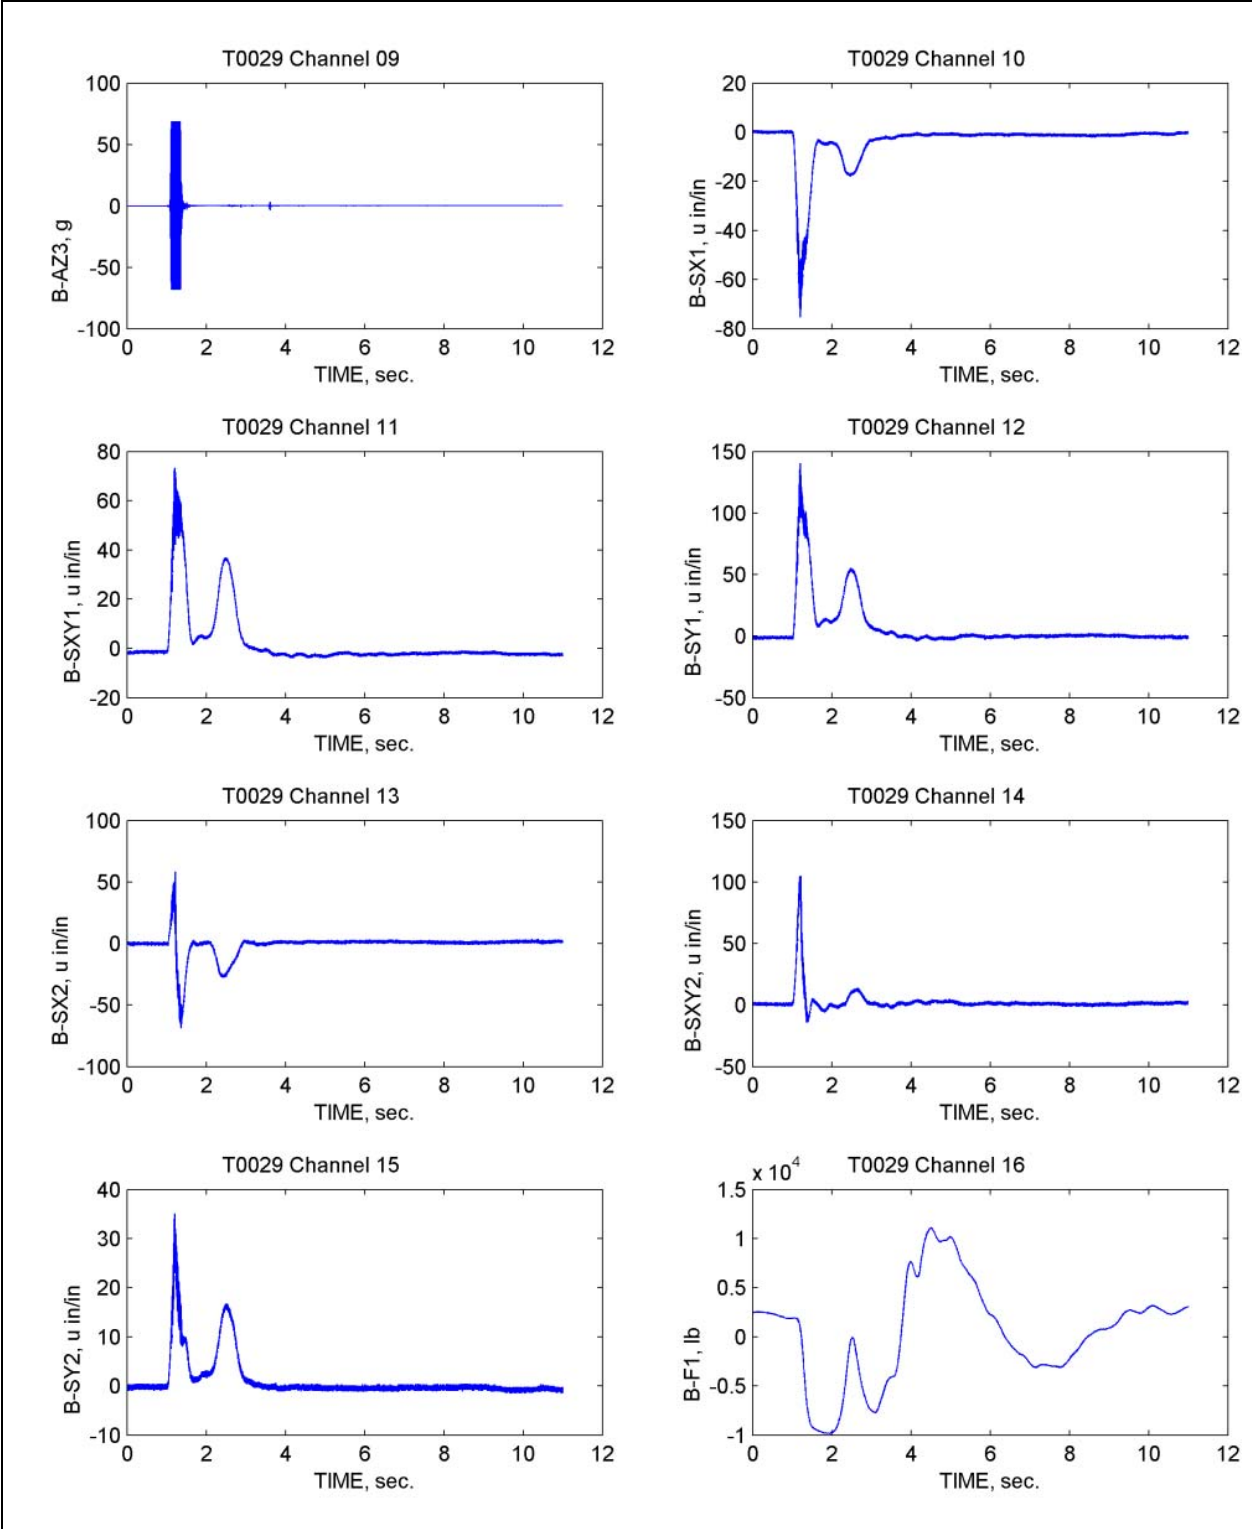 T0029 Channel 09
100
50
0
-50
-100
B-AZ3, g
0 2 4 6 8 10 12
TIME, sec.
T0029 Channel 10
20
0
-20
-40
-60
-80
B-SX1, u in/in
0 2 4 6 8 10 12
TIME, sec.
T0029 Channel 11
80
60
40
20
0
-20
B-SXY1, u in/in
0 2 4 6 8 10 12
TIME, sec.
T0029 Channel 12
150
100
50
0
-50
B-SY1, u in/in
0 2 4 6 8 10 12
TIME, sec.
T0029 Channel 13
100
50
0
-50
-100
B-SX2, u in/in
0 2 4 6 8 10 12
TIME, sec.
T0029 Channel 14
150
100
50
0
-50
B-SXY2, u in/in
0 2 4 6 8 10 12
TIME, sec.
T0029 Channel 15
40
30
20
10
0
-10
B-SY2, u in/in
0 2 4 6 8 10 12
TIME, sec.
x 10⁴ T0029 Channel 16
1.5
1
0.5
0
-0.5
-1
B-F1, lb
0 2 4 6 8 10 12
TIME, sec.